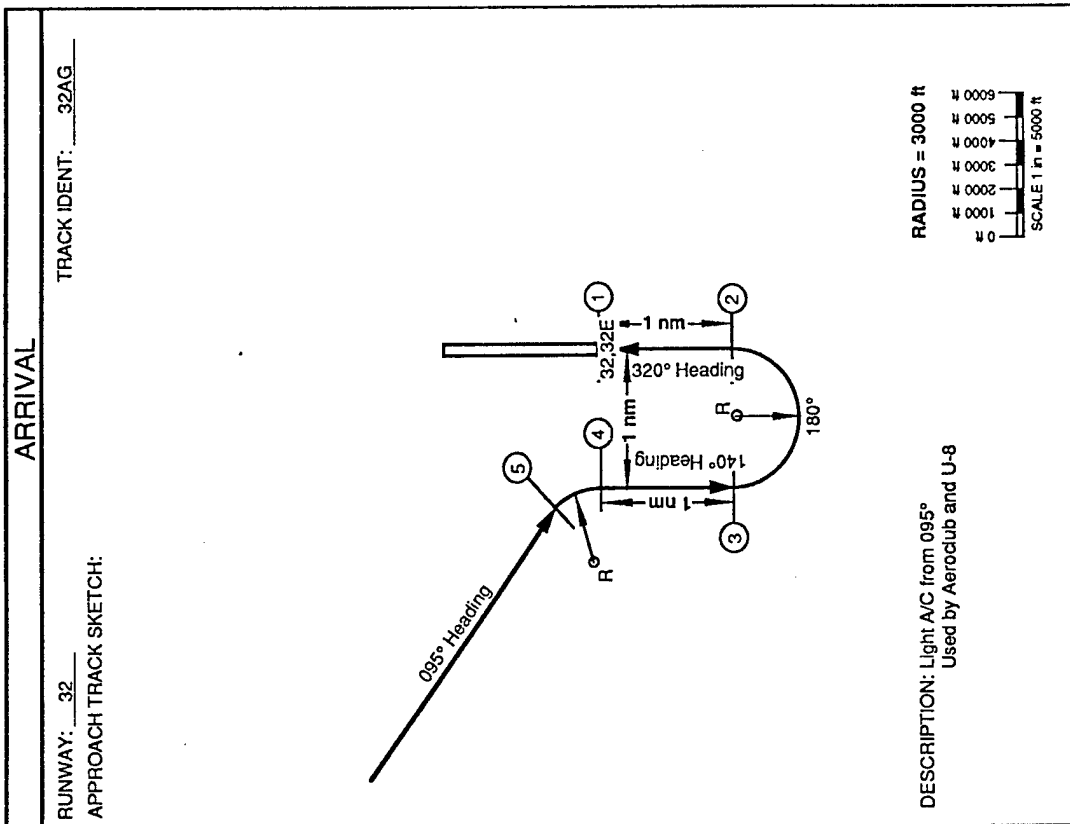 ARRIVAL
RUNWAY: 32
TRACK IDENT: 32AG
APPROACH TRACK SKETCH:
095° Heading
5
R
4
1
32,32E
1 nm
1 nm
320° Heading
140° Heading
1 nm
R
2
3
180°
RADIUS = 3000 ft
0 ft
1000 ft
2000 ft
3000 ft
4000 ft
5000 ft
6000 ft
SCALE 1 in = 5000 ft
DESCRIPTION: Light A/C from 095°
Used by Aeroclub and U-8